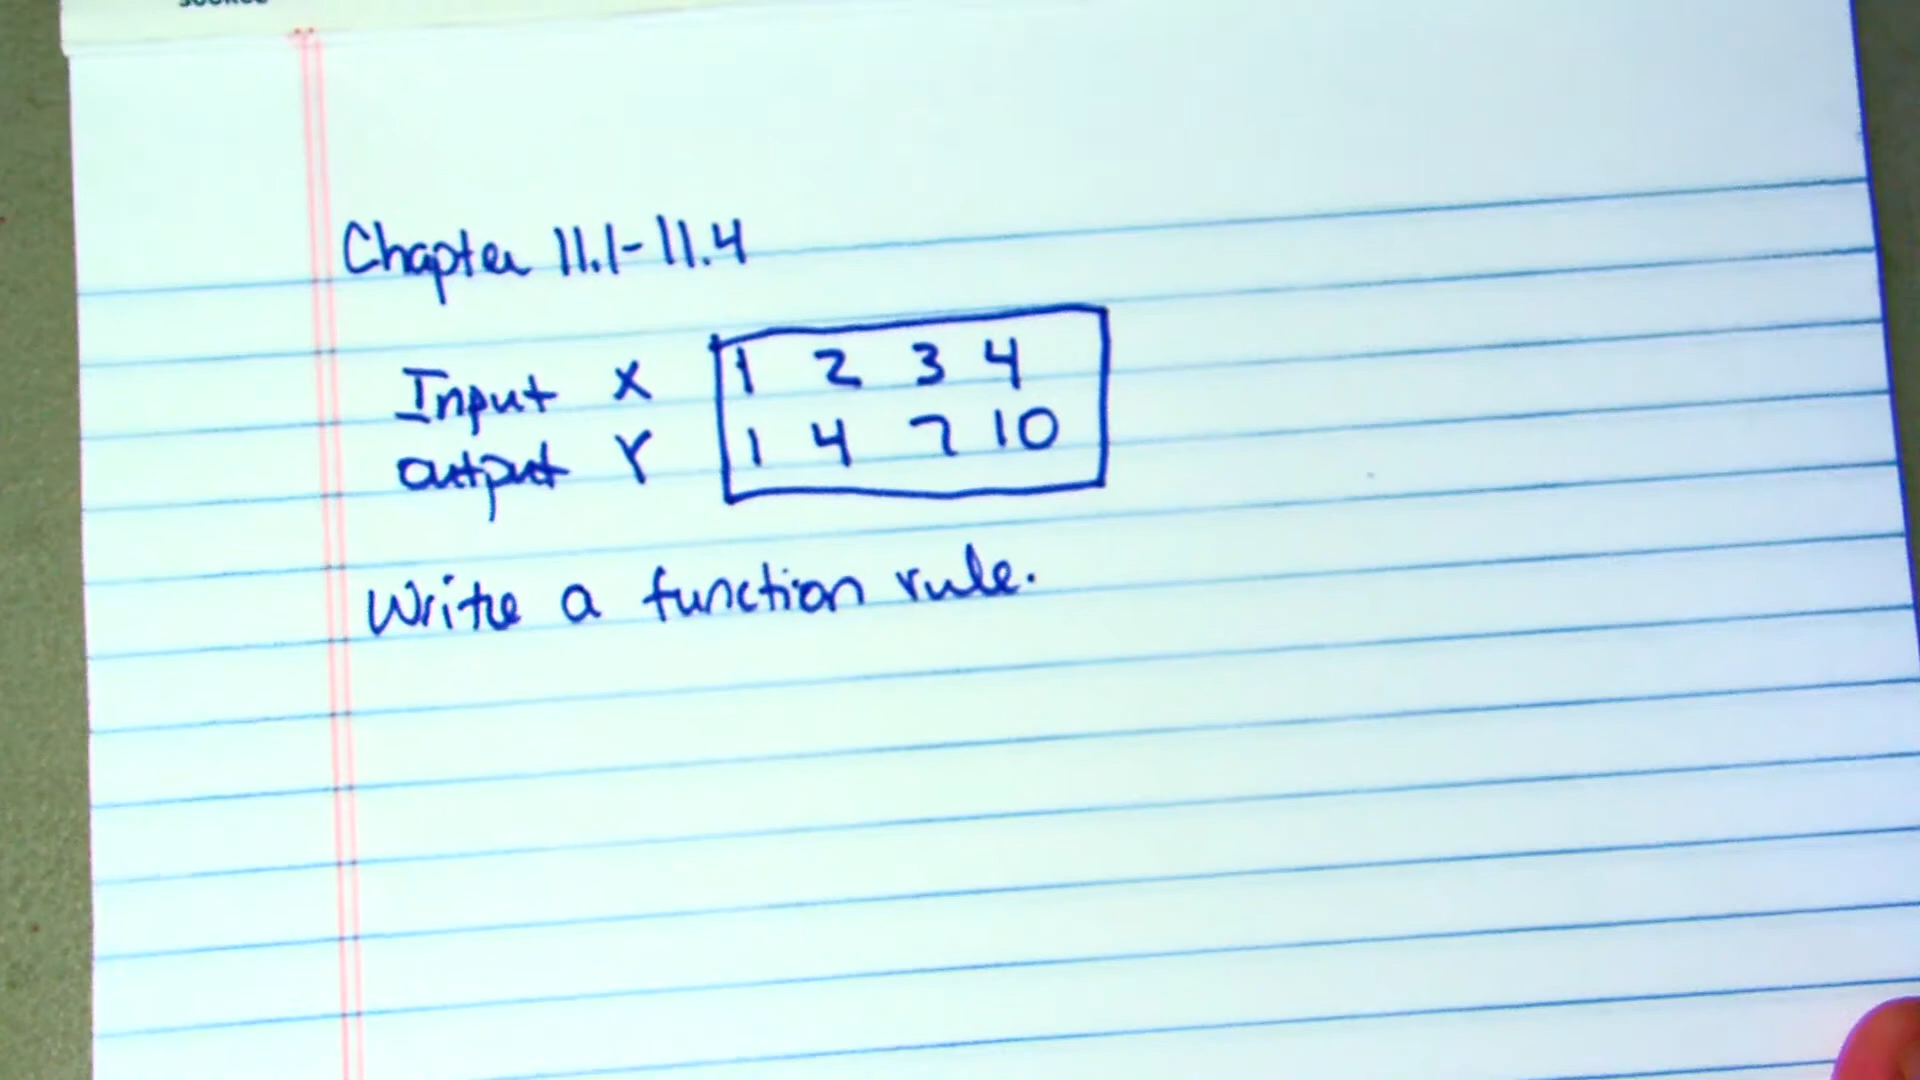 Chapter 11.1-11.4
Input X 1 2 3 4
output Y 1 4 7 10
Write a function rule.